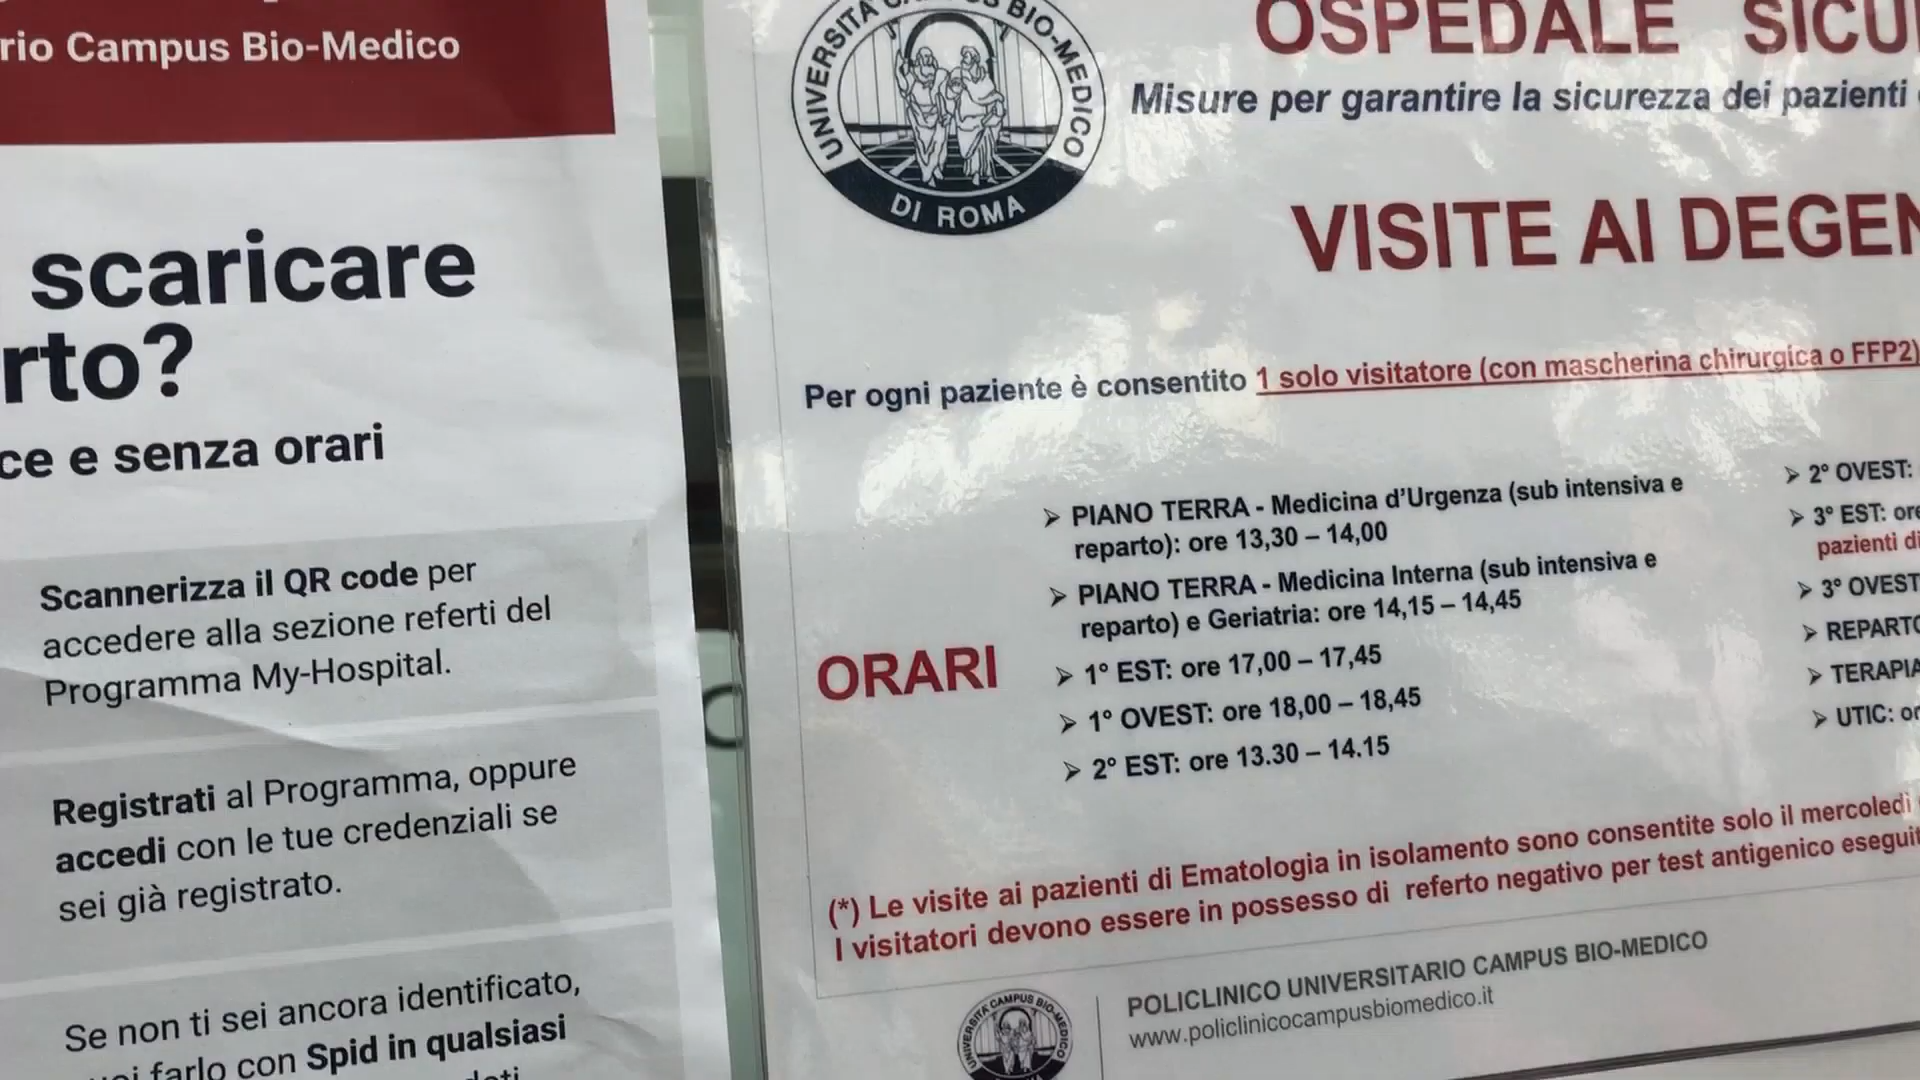 rio Campus Bio-Medico
scaricare
rto?
ce e senza orari
Scannerizza il QR code per
accedere alla sezione referti del
Programma My-Hospital.
Registrati al Programma, oppure
accedi con le tue credenziali se
sei già registrato.
Se non ti sei ancora identificato,
farlo con Spid in qualsiasi
UNIVERSITÀ CAMPUS BIO-MEDICO
DI ROMA
OSPEDALE SICU
Misure per garantire la sicurezza dei pazienti
VISITE AI DEGEN
Per ogni paziente è consentito 1 solo visitatore (con mascherina chirurgica o FFP2)
ORARI
➢ PIANO TERRA - Medicina d'Urgenza (sub intensiva e
reparto): ore 13,30 – 14,00
➢ PIANO TERRA - Medicina Interna (sub intensiva e
reparto) e Geriatria: ore 14,15 – 14,45
➢ 1° EST: ore 17,00 – 17,45
➢ 1° OVEST: ore 18,00 – 18,45
➢ 2° EST: ore 13.30 – 14.15
➢ 2° OVEST:
➢ 3° EST: ore
pazienti di
➢ 3° OVEST
➢ REPARTO
➢ TERAPIA
➢ UTIC: or
(*) Le visite ai pazienti di Ematologia in isolamento sono consentite solo il mercoledì
I visitatori devono essere in possesso di referto negativo per test antigenico eseguit
UNIVERSITÀ CAMPUS BIO-MEDICO
POLICLINICO UNIVERSITARIO CAMPUS BIO-MEDICO
www.policlinicocampusbiomedico.it